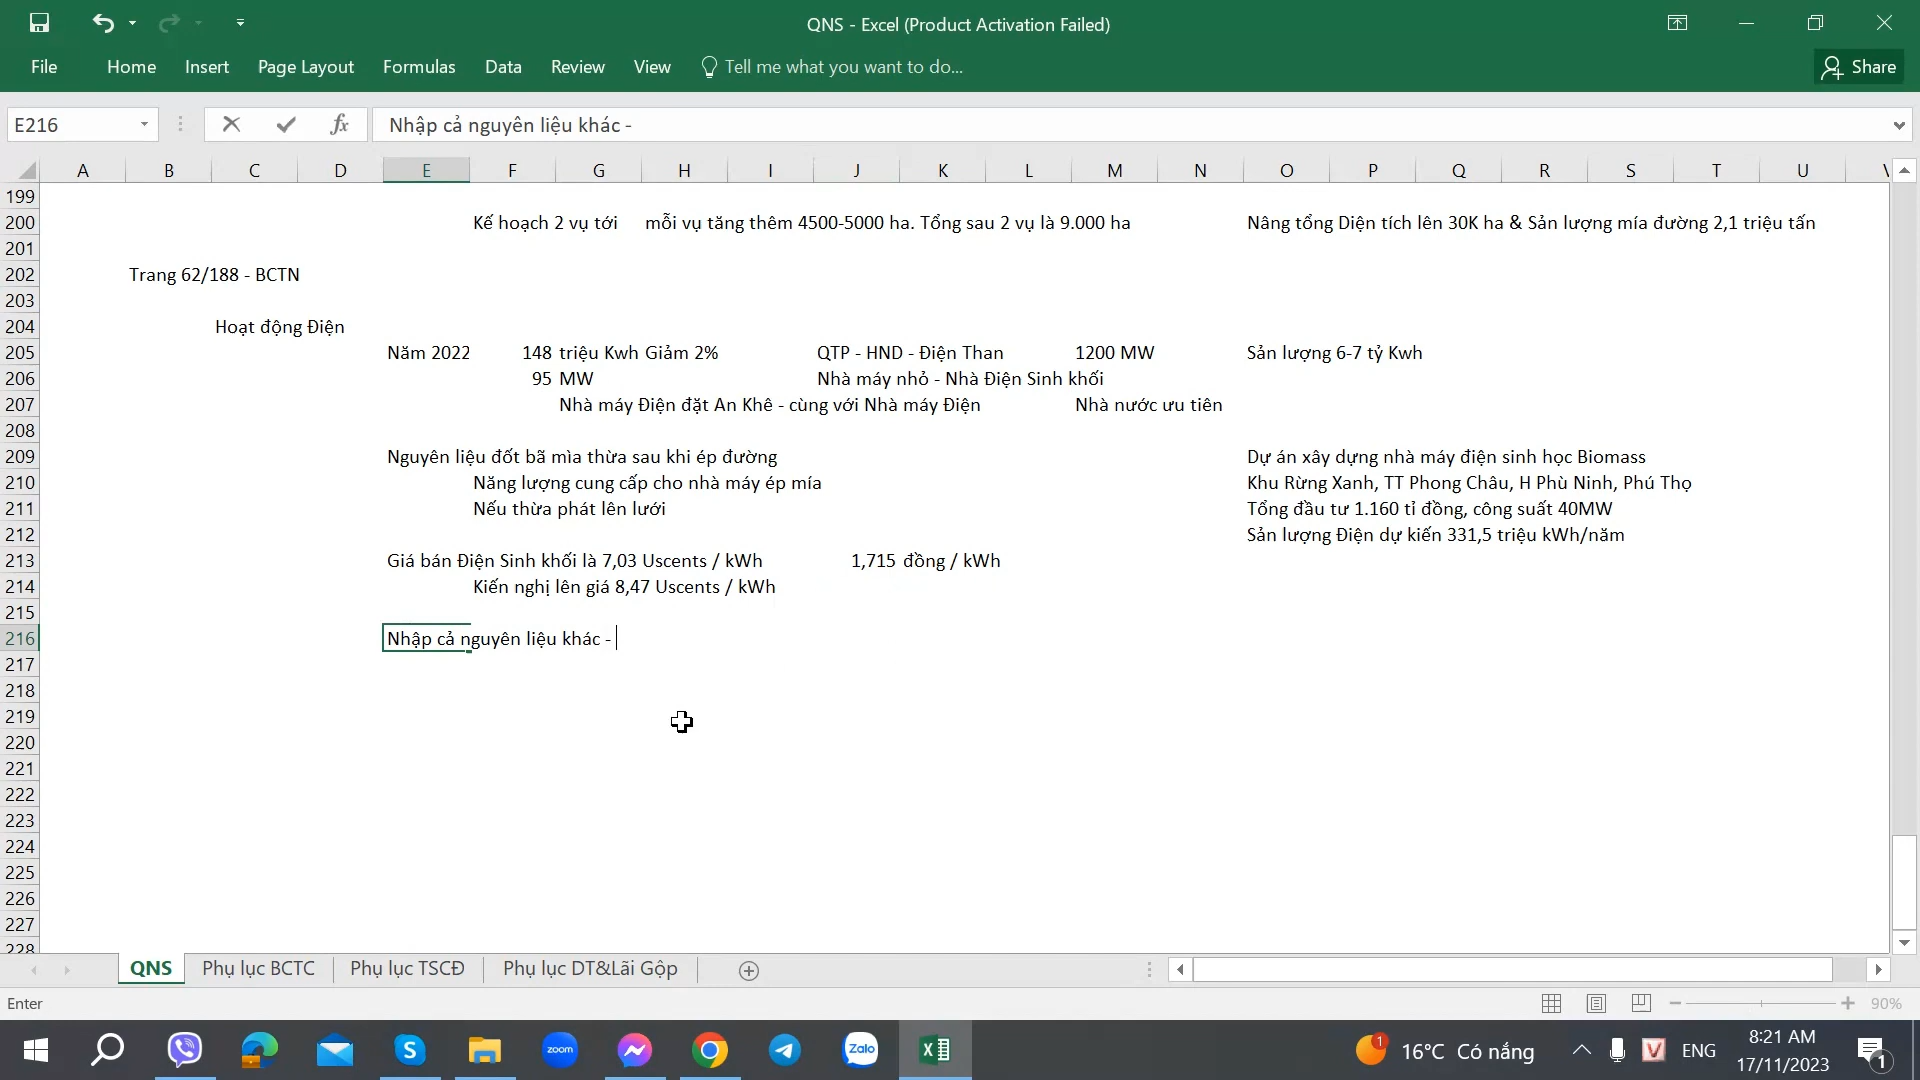 QNS - Excel (Product Activation Failed)
File Home Insert Page Layout Formulas Data Review View Tell me what you want to do... Share
E216 fx Nhập cả nguyên liệu khác -
A B C D E F G H I J K L M N O P Q R S T U
199
200 Kế hoạch 2 vụ tới mỗi vụ tăng thêm 4500-5000 ha. Tổng sau 2 vụ là 9.000 ha Nâng tổng Diện tích lên 30K ha & Sản lượng mía đường 2,1 triệu tấn
201
202 Trang 62/188 - BCTN
203
204 Hoạt động Điện
205 Năm 2022 148 triệu Kwh Giảm 2% QTP - HND - Điện Than 1200 MW Sản lượng 6-7 tỷ Kwh
206 95 MW Nhà máy nhỏ - Nhà Điện Sinh khối
207 Nhà máy Điện đặt An Khê - cùng với Nhà máy Điện Nhà nước ưu tiên
208
209 Nguyên liệu đốt bã mìa thừa sau khi ép đường Dự án xây dựng nhà máy điện sinh học Biomass
210 Năng lượng cung cấp cho nhà máy ép mía Khu Rừng Xanh, TT Phong Châu, H Phù Ninh, Phú Thọ
211 Nếu thừa phát lên lưới Tổng đầu tư 1.160 tỉ đồng, công suất 40MW
212 Sản lượng Điện dự kiến 331,5 triệu kWh/năm
213 Giá bán Điện Sinh khối là 7,03 Uscents / kWh 1,715 đồng / kWh
214 Kiến nghị lên giá 8,47 Uscents / kWh
215
216 Nhập cả nguyên liệu khác -
217
218
219
220
221
222
223
224
225
226
227
228
QNS Phụ lục BCTC Phụ lục TSCĐ Phụ lục DT&Lãi Gộp
Enter 90%
zoom Zalo 1 16°C Có nắng V ENG 8:21 AM 1
17/11/2023